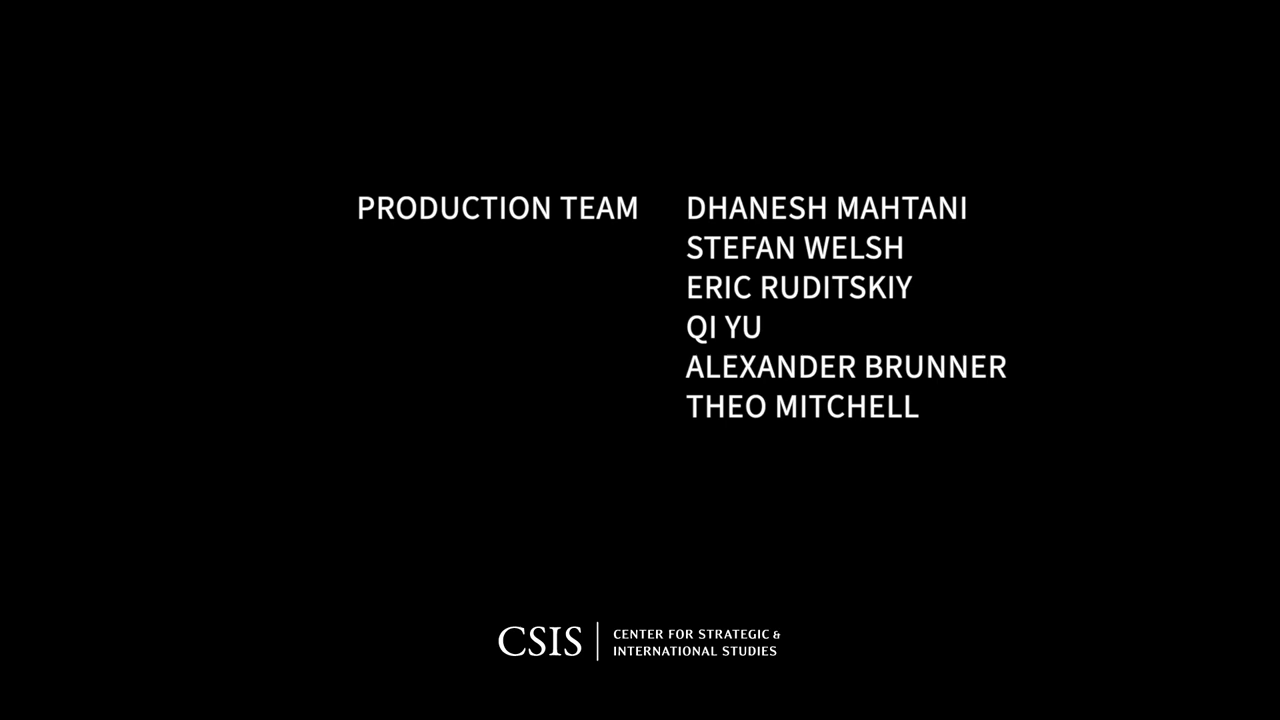 PRODUCTION TEAM DHANESH MAHTANI
STEFAN WELSH
ERIC RUDITSKIY
QI YU
ALEXANDER BRUNNER
THEO MITCHELL
CSIS
CENTER FOR STRATEGIC &
INTERNATIONAL STUDIES